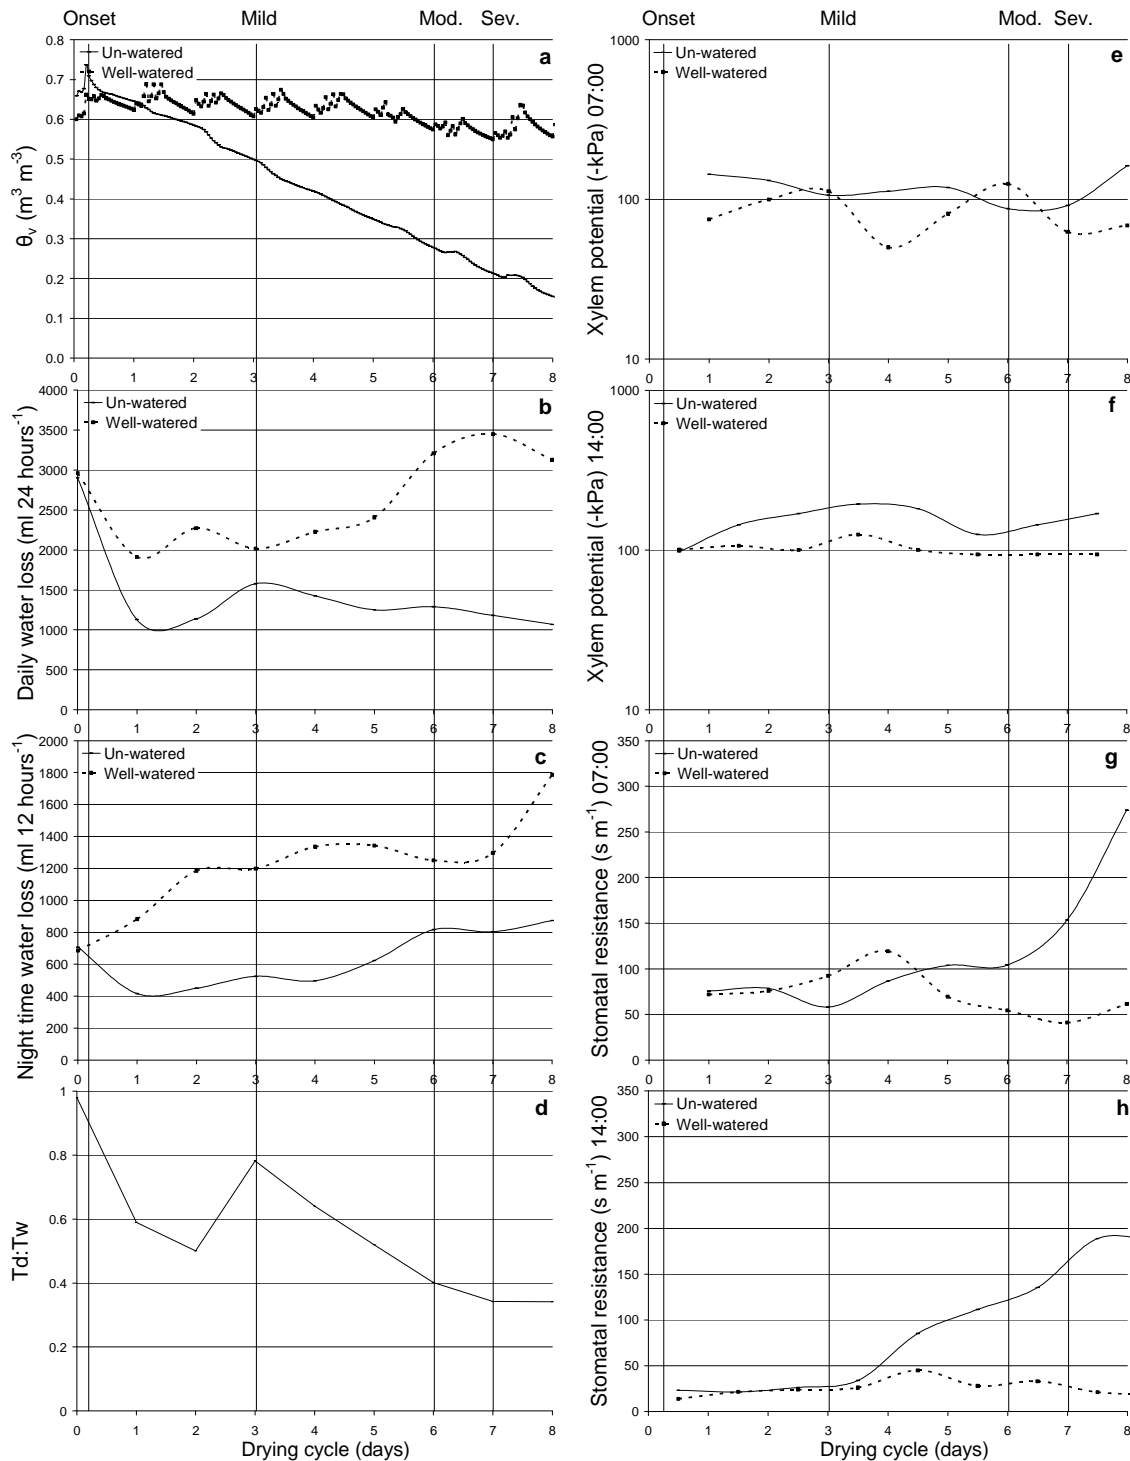 Onset Mild Mod. Sev.
θv (m3 m-3)
0.8
0.7
0.6
0.5
0.4
0.3
0.2
0.1
0.0
Un-watered
Well-watered
a
0 1 2 3 4 5 6 7 8
Daily water loss (ml 24 hours-1)
4000
3500
3000
2500
2000
1500
1000
500
0
Un-watered
Well-watered
b
0 1 2 3 4 5 6 7 8
Night time water loss (ml 12 hours-1)
2000
1800
1600
1400
1200
1000
800
600
400
200
0
Un-watered
Well-watered
c
0 1 2 3 4 5 6 7 8
Td:Tw
1
0.8
0.6
0.4
0.2
0
d
0 1 2 3 4 5 6 7 8
Drying cycle (days)
Onset Mild Mod. Sev.
Xylem potential (-kPa) 07:00
1000
100
10
Un-watered
Well-watered
e
0 1 2 3 4 5 6 7 8
Xylem potential (-kPa) 14:00
1000
100
10
Un-watered
Well-watered
f
0 1 2 3 4 5 6 7 8
Stomatal resistance (s m-1) 07:00
350
300
250
200
150
100
50
0
Un-watered
Well-watered
g
0 1 2 3 4 5 6 7 8
Stomatal resistance (s m-1) 14:00
350
300
250
200
150
100
50
0
Un-watered
Well-watered
h
0 1 2 3 4 5 6 7 8
Drying cycle (days)